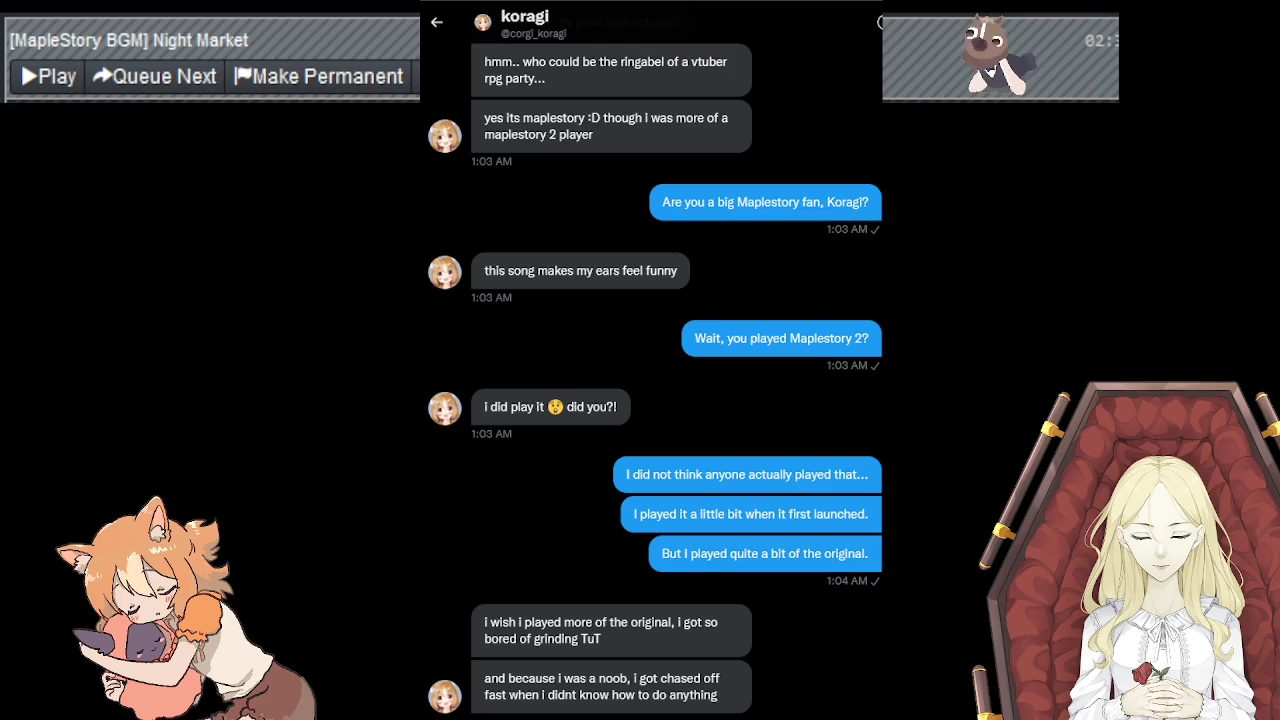 [MapleStory BGM] Night Market
Play Queue Next Make Permanent
koragi
@corgi_koragi
02:
hmm.. who could be the ringabel of a vtuber
rpg party...
yes its maplestory :D though i was more of a
maplestory 2 player
1:03 AM
Are you a big Maplestory fan, Koragi?
1:03 AM
this song makes my ears feel funny
1:03 AM
Wait, you played Maplestory 2?
1:03 AM
i did play it 😲 did you?!
1:03 AM
I did not think anyone actually played that...
I played it a little bit when it first launched.
But I played quite a bit of the original.
1:04 AM
i wish i played more of the original, i got so
bored of grinding TuT
and because i was a noob, i got chased off
fast when i didnt know how to do anything